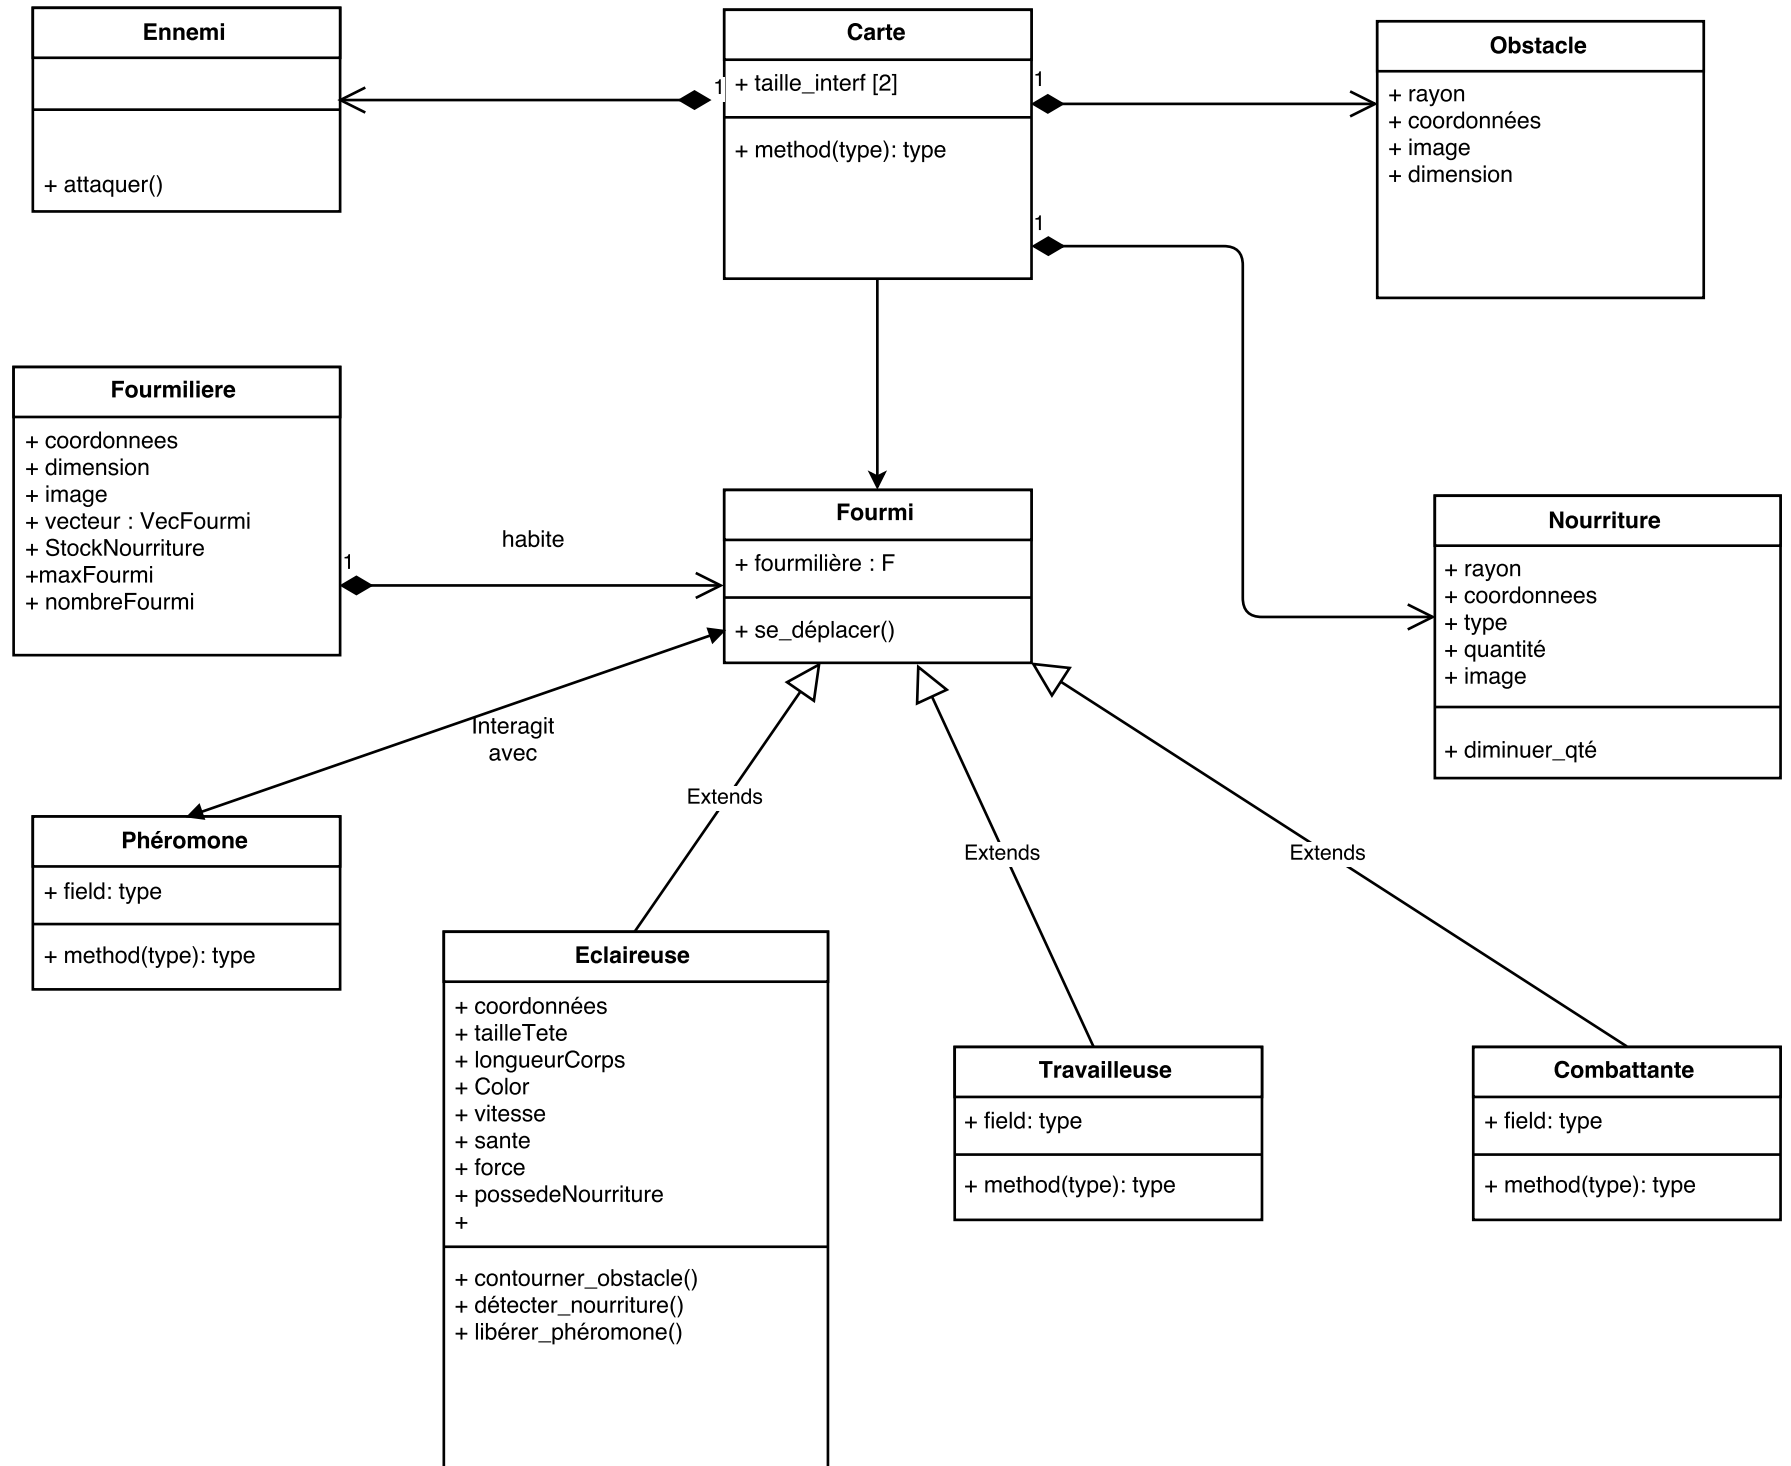 Ennemi
+ attaquer()
Carte
+ taille_interf [2]
+ method(type): type
1
1
1
Obstacle
+ rayon
+ coordonnées
+ image
+ dimension
Fourmiliere
+ coordonnees
+ dimension
+ image
+ vecteur : VecFourmi
+ StockNourriture
+maxFourmi
+ nombreFourmi
1
habite
Fourmi
+ fourmilière : F
+ se_déplacer()
Nourriture
+ rayon
+ coordonnees
+ type
+ quantité
+ image
+ diminuer_qté
Interagit
avec
Extends
Extends
Extends
Phéromone
+ field: type
+ method(type): type
Eclaireuse
+ coordonnées
+ tailleTete
+ longueurCorps
+ Color
+ vitesse
+ sante
+ force
+ possedeNourriture
+
+ contourner_obstacle()
+ détecter_nourriture()
+ libérer_phéromone()
Travailleuse
+ field: type
+ method(type): type
Combattante
+ field: type
+ method(type): type